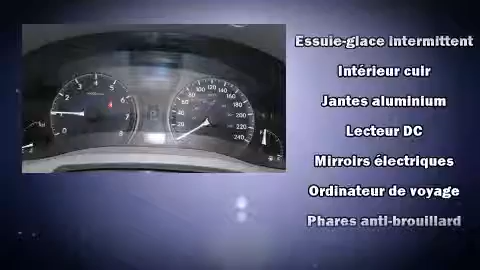 Essuie-glace intermittent
Intérieur cuir
Jantes aluminium
Lecteur DC
Mirroirs électriques
Ordinateur de voyage
Phares anti-brouillard